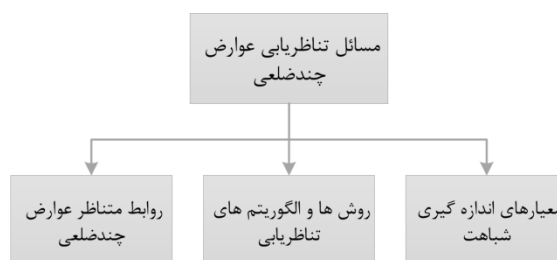 مسائل تناظریابی عوارض
چندضلعی
معیارهای اندازه گیری
شباهت
روش ها و الگوریتم های
تناظریابی
روابط متناظر عوارض
چندضلعی